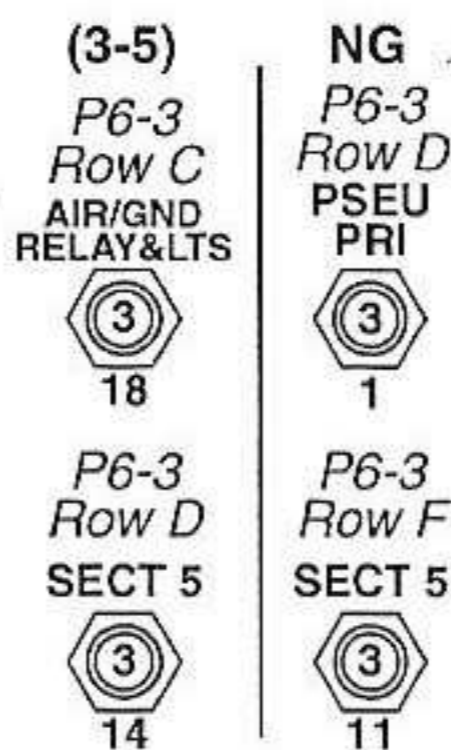 (3-5)
P6-3
Row C
AIR/GND
RELAY&LTS
3
18
P6-3
Row D
SECT 5
3
14
NG
P6-3
Row D
PSEU
PRI
3
1
P6-3
Row F
SECT 5
3
11